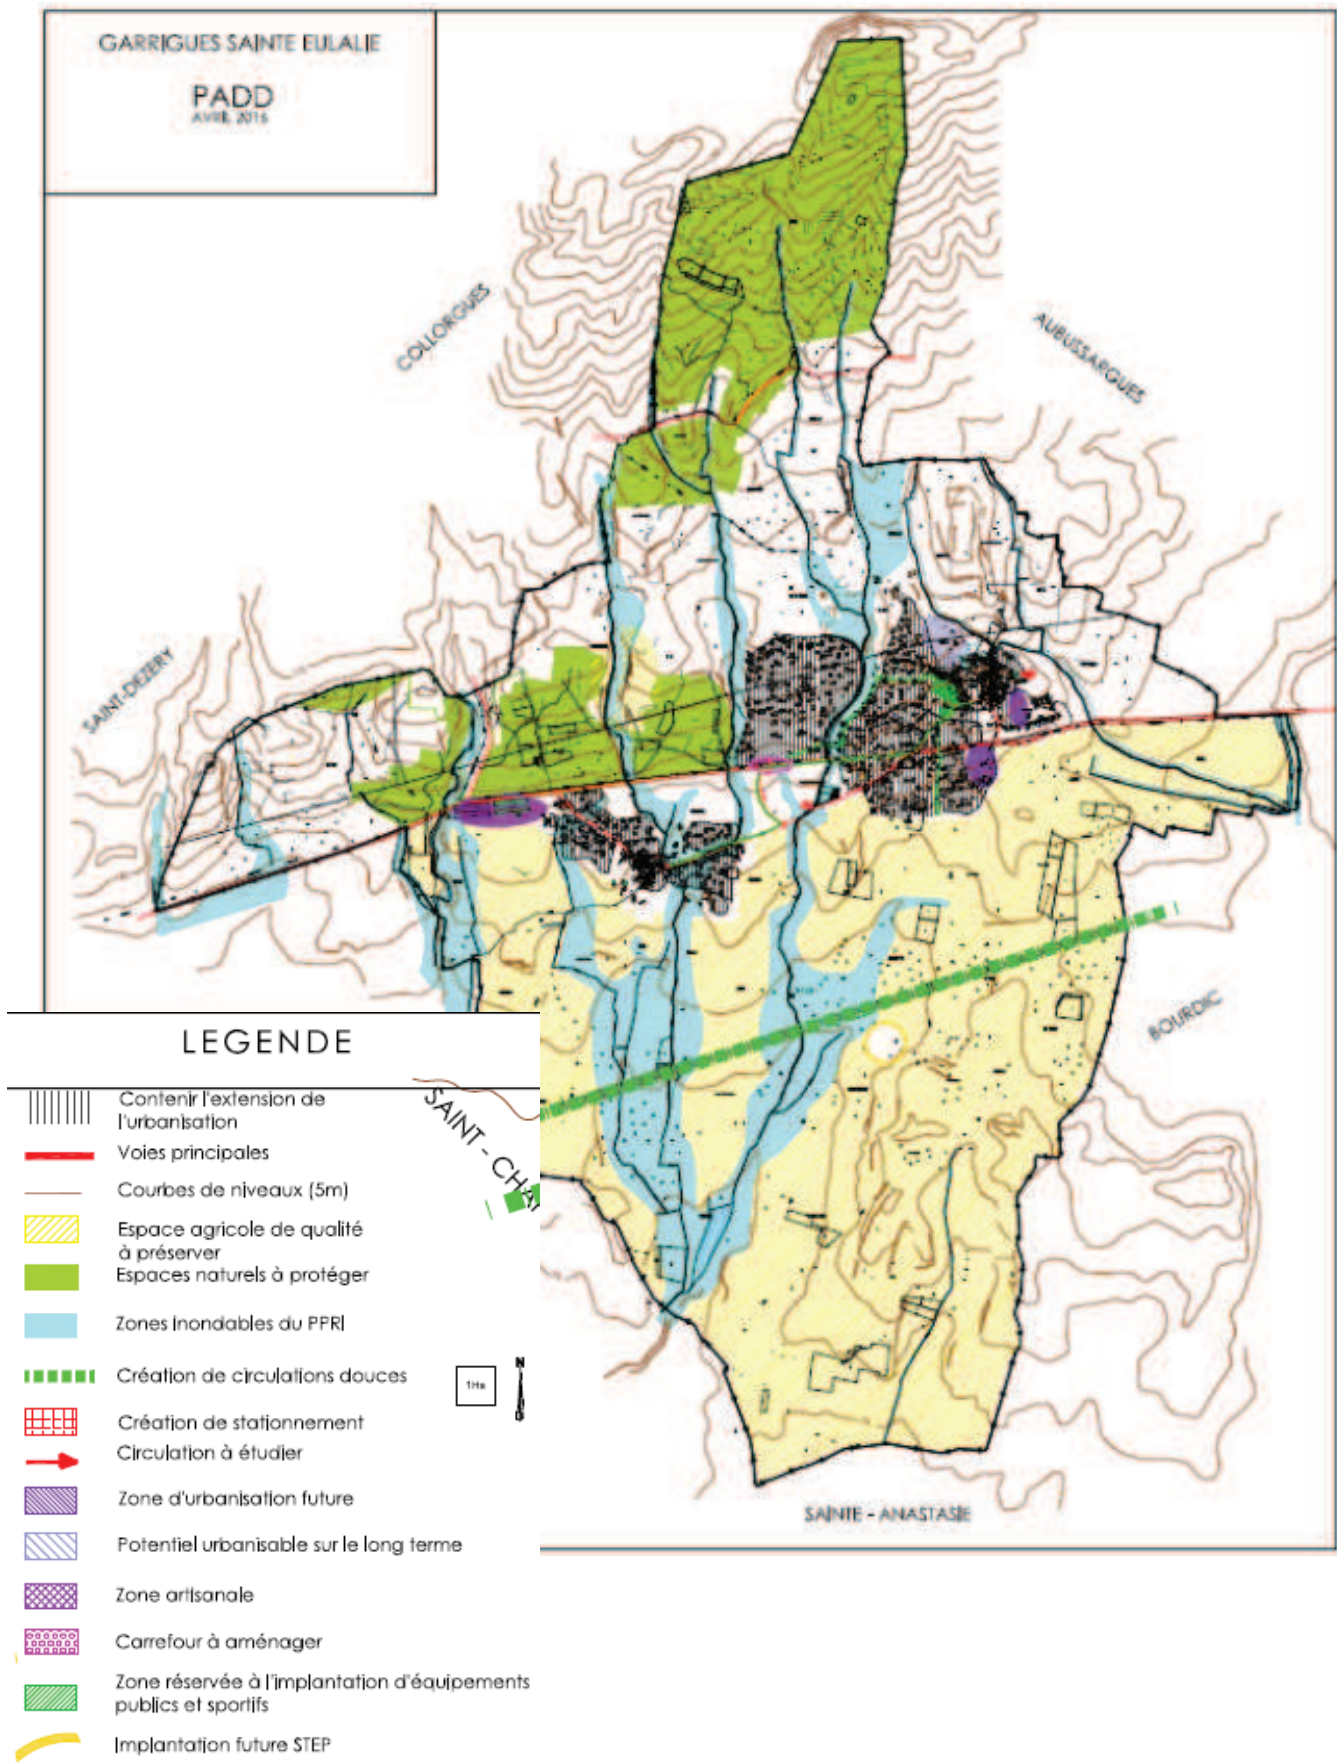 GARRIGUES SAINTE EULALIE
PADD
AVRIL 2016
COLLORGUES
AUBUSSARGUES
SAINT-DEZERY
BOURDIC
SAINTE - ANASTASIE
LEGENDE
SAINT - CHA
Contenir l'extension de
l'urbanisation
Voies principales
Courbes de niveaux (5m)
Espace agricole de qualité
à préserver
Espaces naturels à protéger
Zones inondables du PPRI
Création de circulations douces
1Ha
N
Création de stationnement
Circulation à étudier
Zone d'urbanisation future
Potentiel urbanisable sur le long terme
Zone artisanale
Carrefour à aménager
Zone réservée à l'implantation d'équipements
publics et sportifs
Implantation future STEP